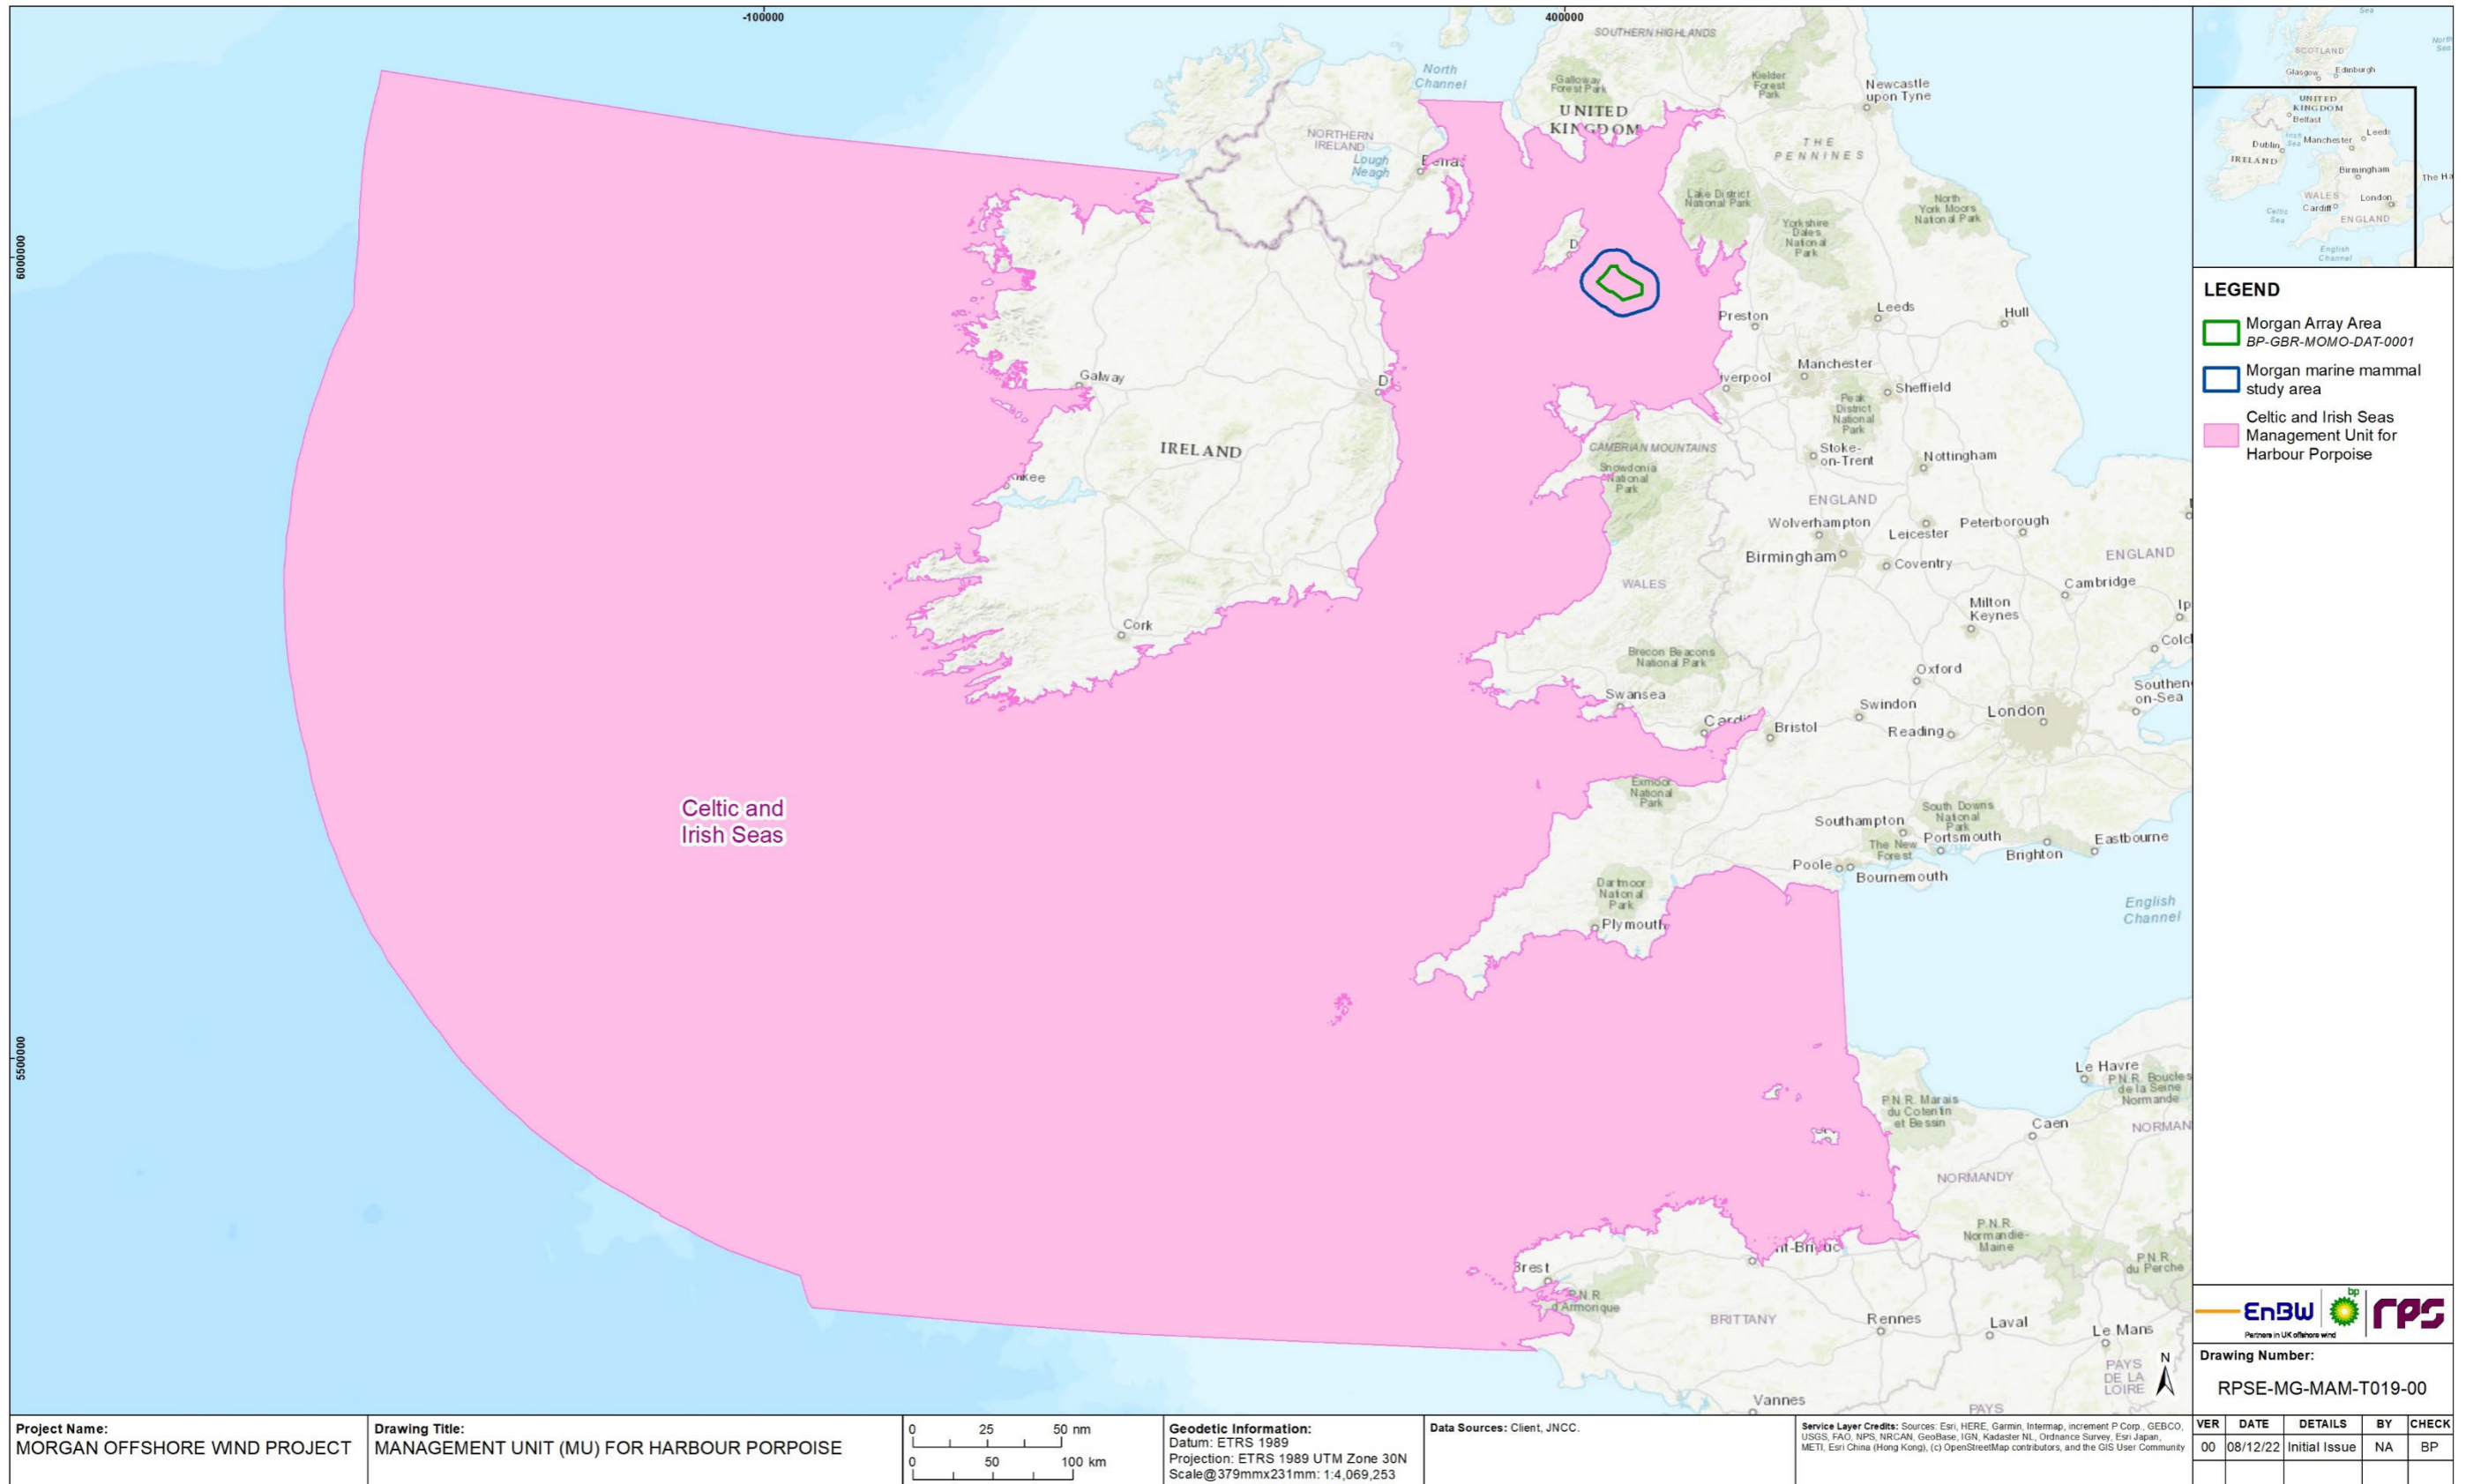 -100000
400000
6000000
5500000
SOUTHERN HIGHLANDS
North
Channel
Galloway
Forest Park
Kielder
Forest
Park
Newcastle
upon Tyne
UNITED
KINGDOM
NORTHERN
IRELAND
Lough
Neagh
THE
PENNINES
Lake District
National Park
North
York Moors
National Park
Yorkshire
Dales
National
Park
D
Preston
Leeds
Hull
Galway
D
Manchester
Sheffield
Peak
District
National
Park
IRELAND
CAMBRIAN MOUNTAINS
Snowdonia
National
Park
Stoke-
on-Trent
Nottingham
ENGLAND
Wolverhampton
Leicester
Peterborough
Birmingham
Coventry
ENGLAND
WALES
Cambridge
Milton
Keynes
Ip
Colc
Cork
Brecon Beacons
National Park
Oxford
Swansea
Southen
on-Sea
Swindon
London
Bristol
Reading
Exmoor
National
Park
Celtic and
Irish Seas
Southampton
South Downs
National
Park
Portsmouth
The New
Forest
Brighton
Eastbourne
Poole
Bournemouth
Dartmoor
National
Park
Plymouth
English
Channel
Le Havre
P.N.R. Boucles
de la Seine
Normande
P.N.R. Marais
du Cotentin
et Bessin
Caen
NORMAN
NORMANDY
P.N.R.
Normandie-
Maine
P.N.R.
du Perche
Brest
P.N.R.
d'Armorique
BRITTANY
Rennes
Laval
Le Mans
PAYS
DE LA
LOIRE
N
Vannes
PAYS
Sea
SCOTLAND
North
Sea
Glasgow
Edinburgh
UNITED
KINGDOM
Belfast
Irish
Sea
Manchester
Leeds
Dublin
IRELAND
Birmingham
The Ha
WALES
London
Cardiff
Celtic
Sea
ENGLAND
English
Channel
LEGEND
Morgan Array Area
BP-GBR-MOMO-DAT-0001
Morgan marine mammal
study area
Celtic and Irish Seas
Management Unit for
Harbour Porpoise
EnBW
bp
rps
Partners in UK offshore wind
Drawing Number:
RPSE-MG-MAM-T019-00
Project Name:
MORGAN OFFSHORE WIND PROJECT
Drawing Title:
MANAGEMENT UNIT (MU) FOR HARBOUR PORPOISE
0 25 50 nm
0 50 100 km
Geodetic Information:
Datum: ETRS 1989
Projection: ETRS 1989 UTM Zone 30N
Scale@379mmx231mm: 1:4,069,253
Data Sources: Client, JNCC.
Service Layer Credits: Sources: Esri, HERE, Garmin, Intermap, increment P Corp., GEBCO,
USGS, FAO, NPS, NRCAN, GeoBase, IGN, Kadaster NL, Ordnance Survey, Esri Japan,
METI, Esri China (Hong Kong), (c) OpenStreetMap contributors, and the GIS User Community
VER DATE DETAILS BY CHECK
00 08/12/22 Initial Issue NA BP